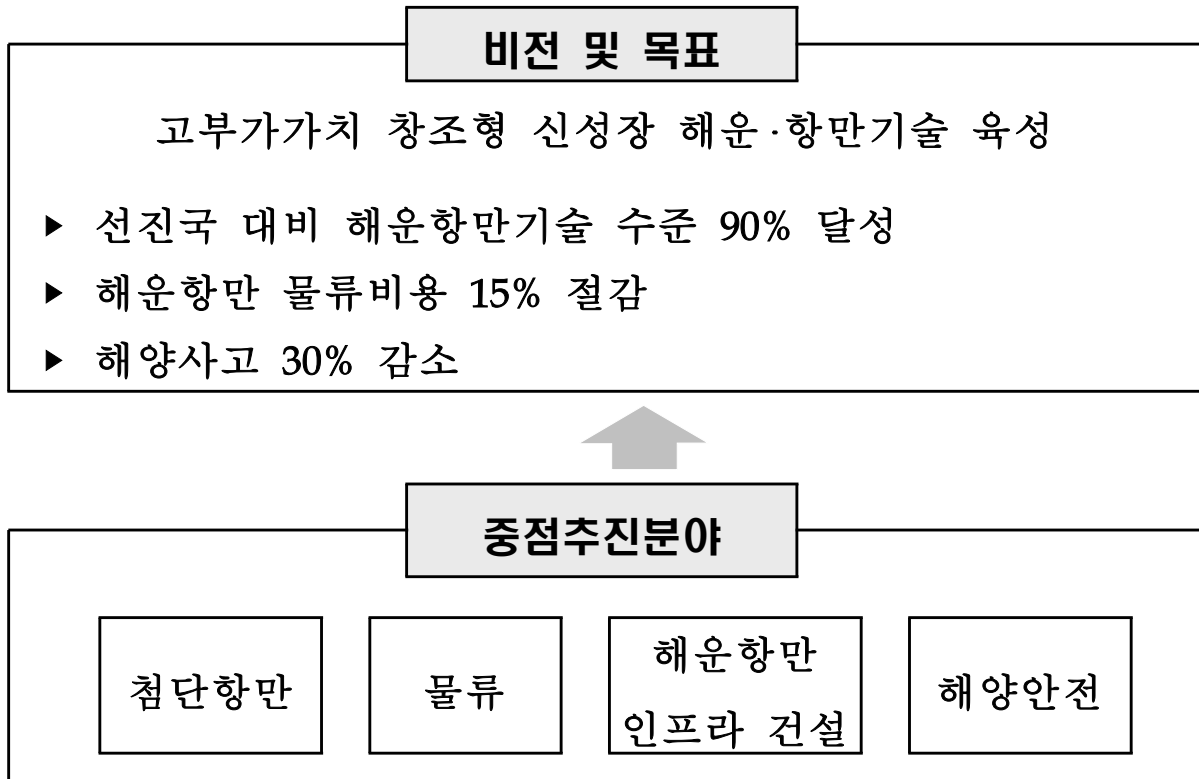 비전 및 목표
고부가가치 창조형 신성장 해운·항만기술 육성
▶ 선진국 대비 해운항만기술 수준 90% 달성
▶ 해운항만 물류비용 15% 절감
▶ 해양사고 30% 감소
중점추진분야
첨단항만
물류
해운항만
인프라 건설
해양안전